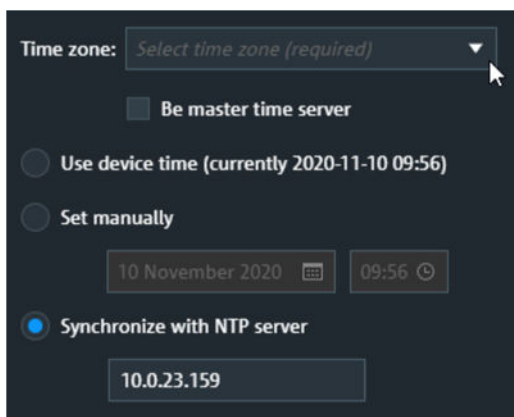 Time zone: Select time zone (required)
Be master time server
Use device time (currently 2020-11-10 09:56)
Set manually
10 November 2020 09:56
Synchronize with NTP server
10.0.23.159